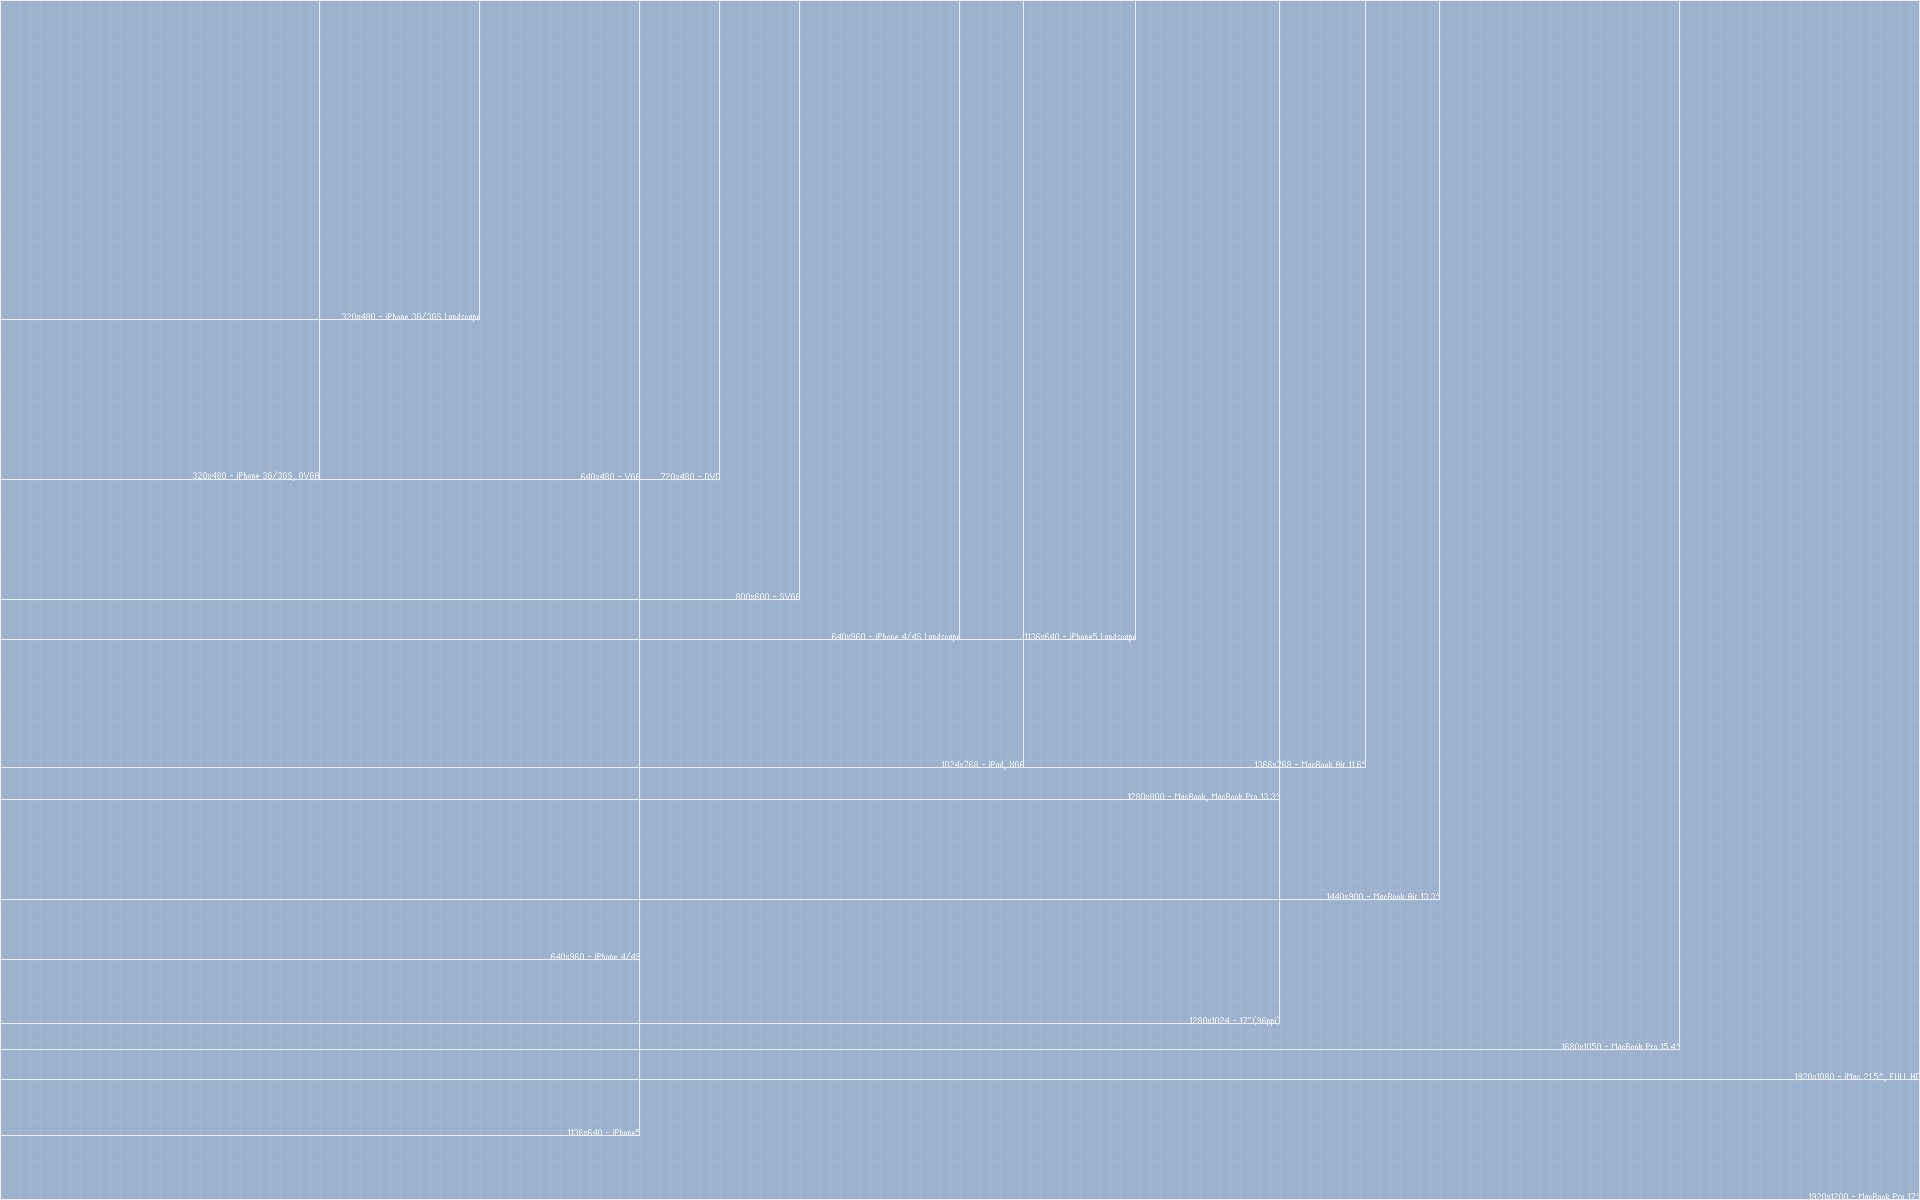 320x480 - iPhone 3G/3GS Landscape
320x480 - iPhone 3G/3GS, QVGA
640x480 - VGA
720x480 - DVD
800x600 - SVGA
640x960 - iPhone 4/4S Landscape
1136x640 - iPhone5 Landscape
1024x768 - iPad, XGA
1366x768 - MacBook Air 11.6"
1280x800 - MacBook, MacBook Pro 13.3"
1440x900 - MacBook Air 13.3"
640x960 - iPhone 4/4S
1280x1024 - 17"(96ppi)
1680x1050 - MacBook Pro 15.4"
1920x1080 - iMac 21.5", FULL HD
1136x640 - iPhone5
1920x1200 - MacBook Pro 17"